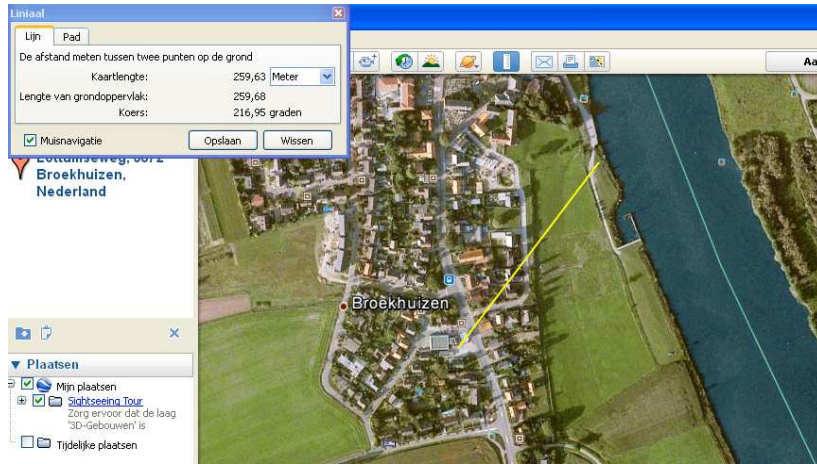 Liniaal
Lijn Pad
De afstand meten tussen twee punten op de grond
Kaartlengte: 259,63 Meter
Lengte van grondoppervlak: 259,68
Koers: 216,95 graden
Muisnavigatie Opslaan Wissen
Aa
Broekhuizen,
Nederland
Broekhuizen
Plaatsen
Mijn plaatsen
Sightseeing Tour
Zorg ervoor dat de laag
'3D-Gebouwen' is
Tijdelijke plaatsen